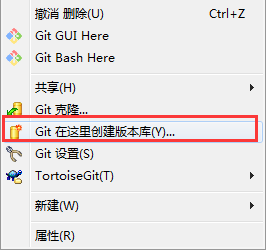 撤消 删除(U) Ctrl+Z
Git GUI Here
Git Bash Here
共享(H)
Git 克隆...
Git 在这里创建版本库(Y)...
Git 设置(S)
TortoiseGit(T)
新建(W)
属性(R)